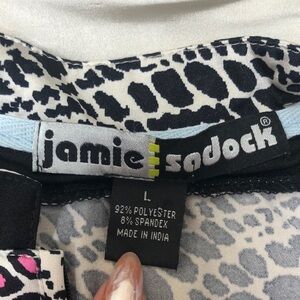 jamie sadock®
L
92% POLYESTER
8% SPANDEX
MADE IN INDIA